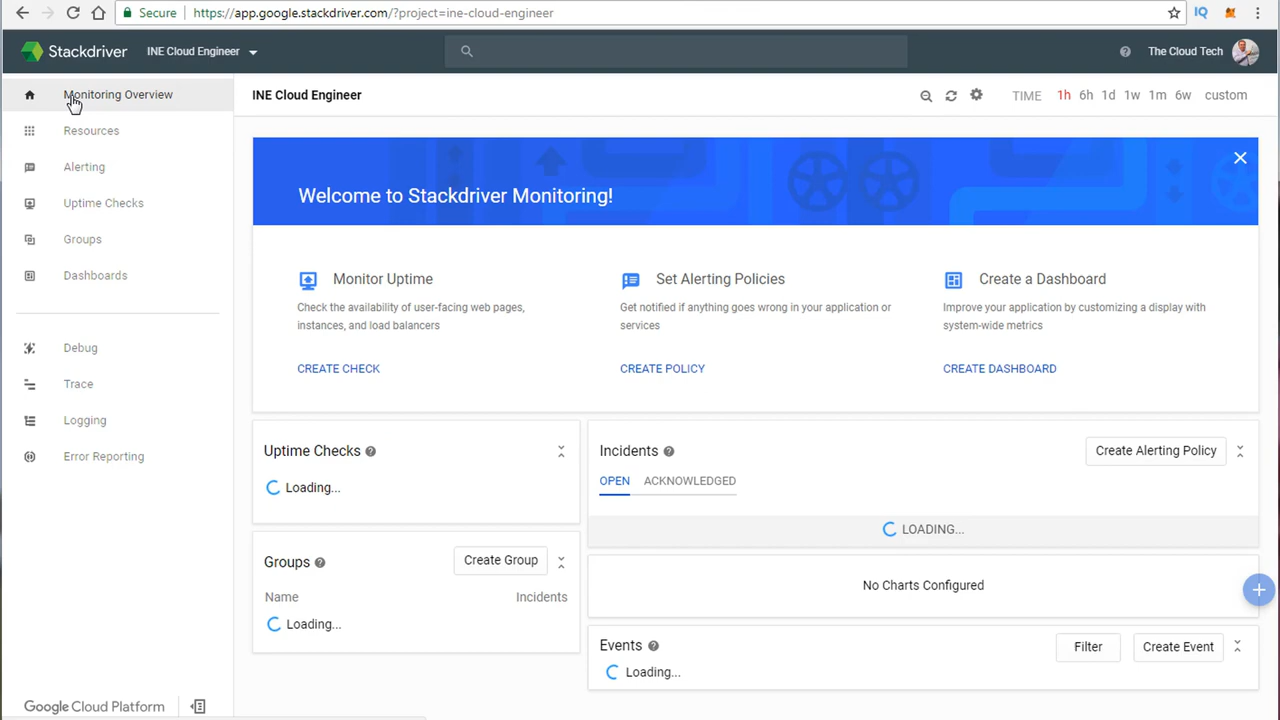 Secure
https://app.google.stackdriver.com/?project=ine-cloud-engineer
IQ
Stackdriver
INE Cloud Engineer
The Cloud Tech
Monitoring Overview
Resources
Alerting
Uptime Checks
Groups
Dashboards
Debug
Trace
Logging
Error Reporting
Google Cloud Platform
INE Cloud Engineer
TIME 1h 6h 1d 1w 1m 6w custom
Welcome to Stackdriver Monitoring!
Monitor Uptime
Check the availability of user-facing web pages,
instances, and load balancers
CREATE CHECK
Set Alerting Policies
Get notified if anything goes wrong in your application or
services
CREATE POLICY
Create a Dashboard
Improve your application by customizing a display with
system-wide metrics
CREATE DASHBOARD
Uptime Checks
Loading...
Groups
Create Group
Name Incidents
Loading...
Incidents
Create Alerting Policy
OPEN ACKNOWLEDGED
LOADING...
No Charts Configured
Events
Filter
Create Event
Loading...